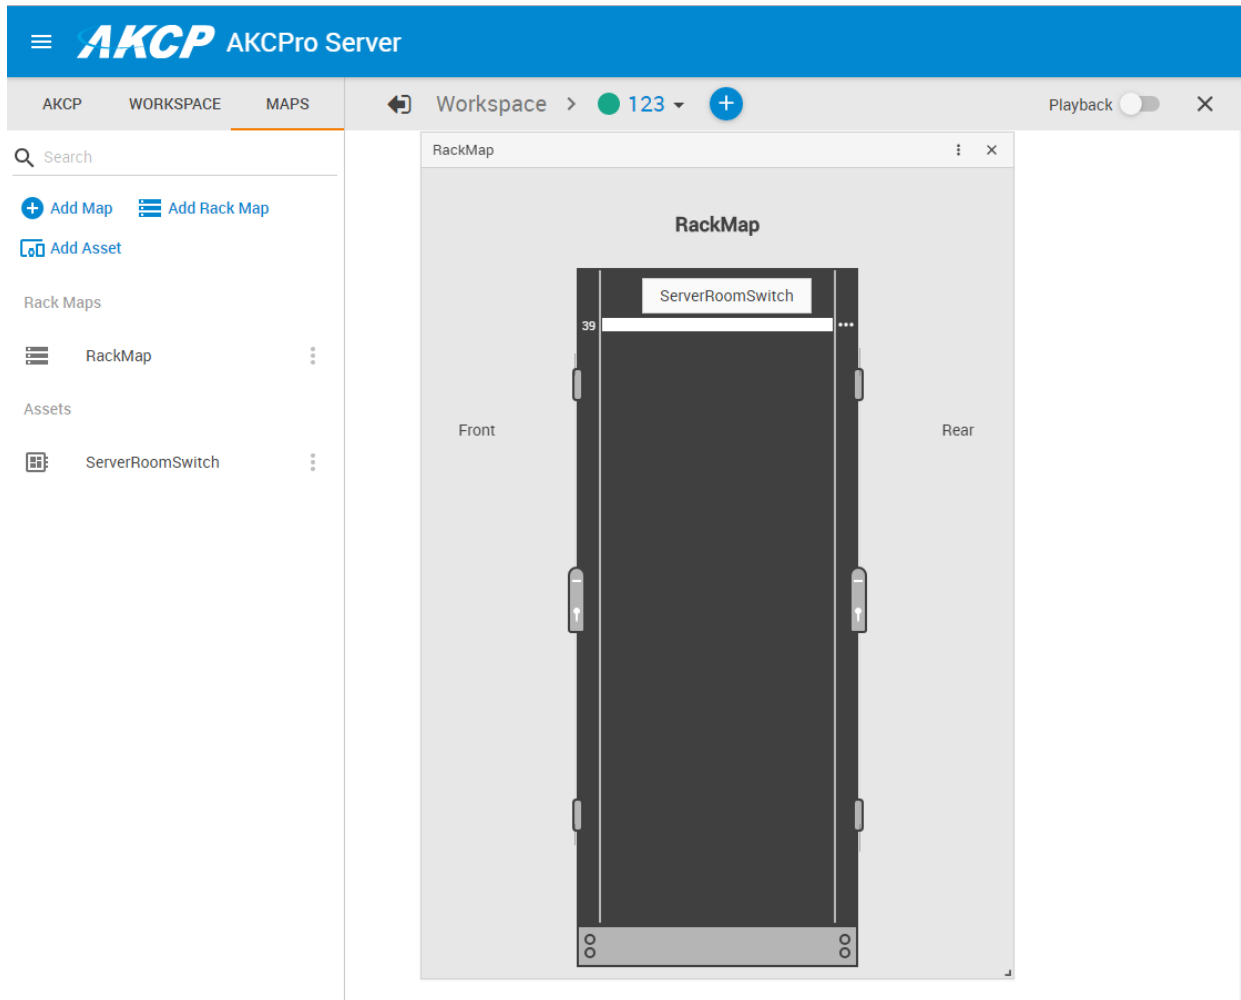 AKCP AKCPro Server
AKCP WORKSPACE MAPS
Workspace > 123
Playback
Search
Add Map Add Rack Map
Add Asset
Rack Maps
RackMap
Assets
ServerRoomSwitch
RackMap
RackMap
ServerRoomSwitch
39
Front
Rear